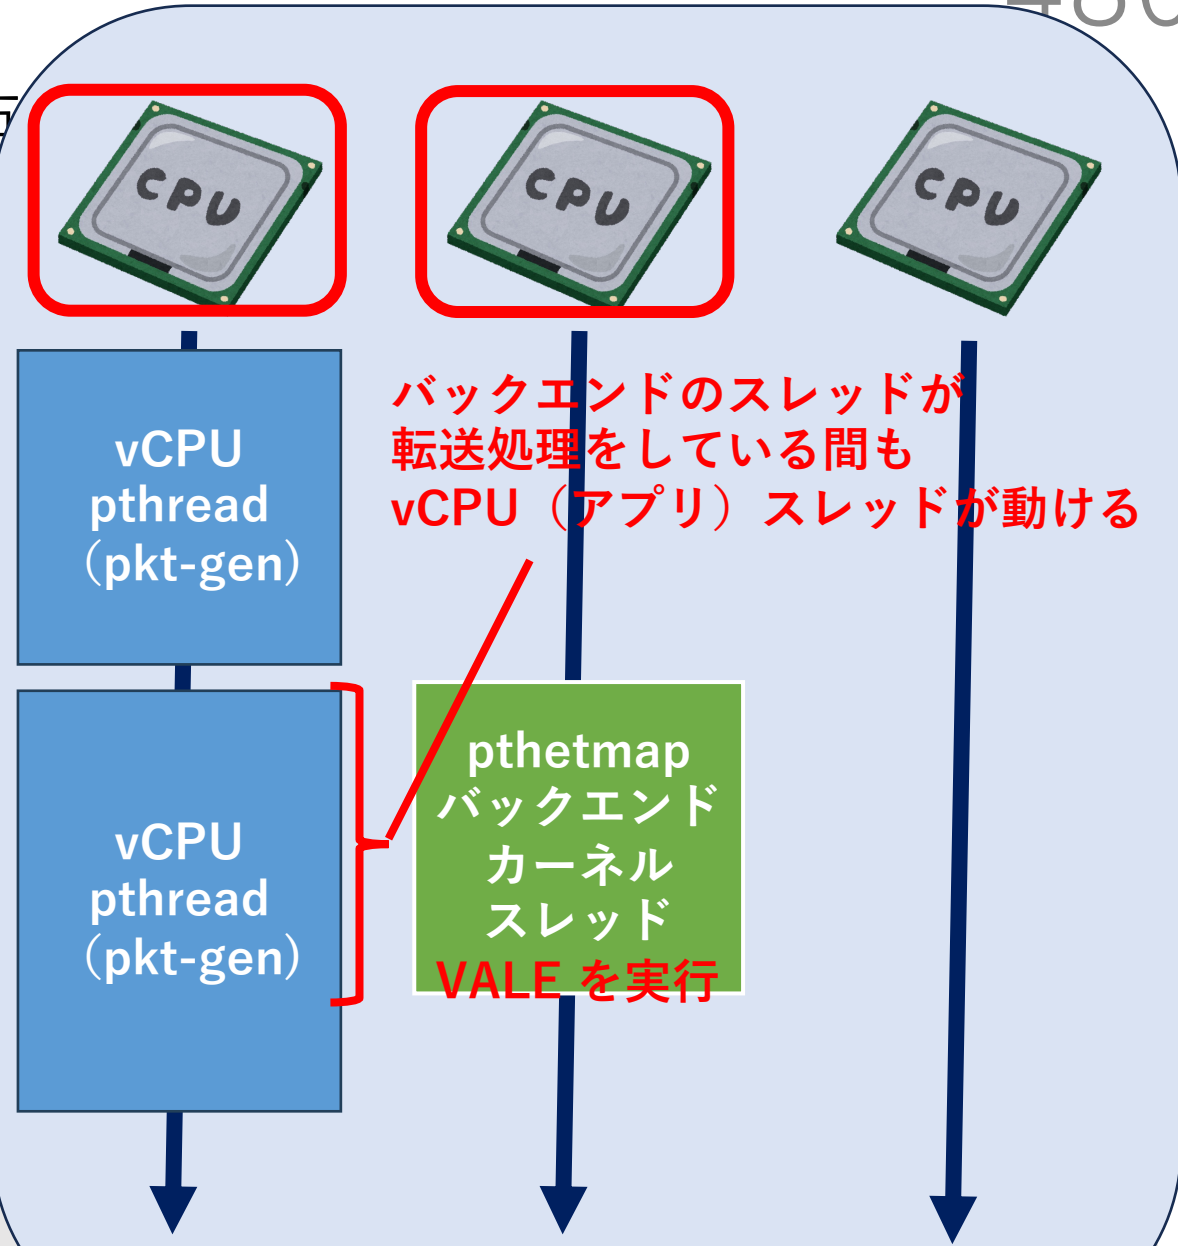 CPU
CPU
CPU
vCPU
pthread
（pkt-gen）
バックエンドのスレッドが
転送処理をしている間も
vCPU（アプリ）スレッドが動ける
vCPU
pthread
（pkt-gen）
pthetmap
バックエンド
カーネル
スレッド
VALE を実行